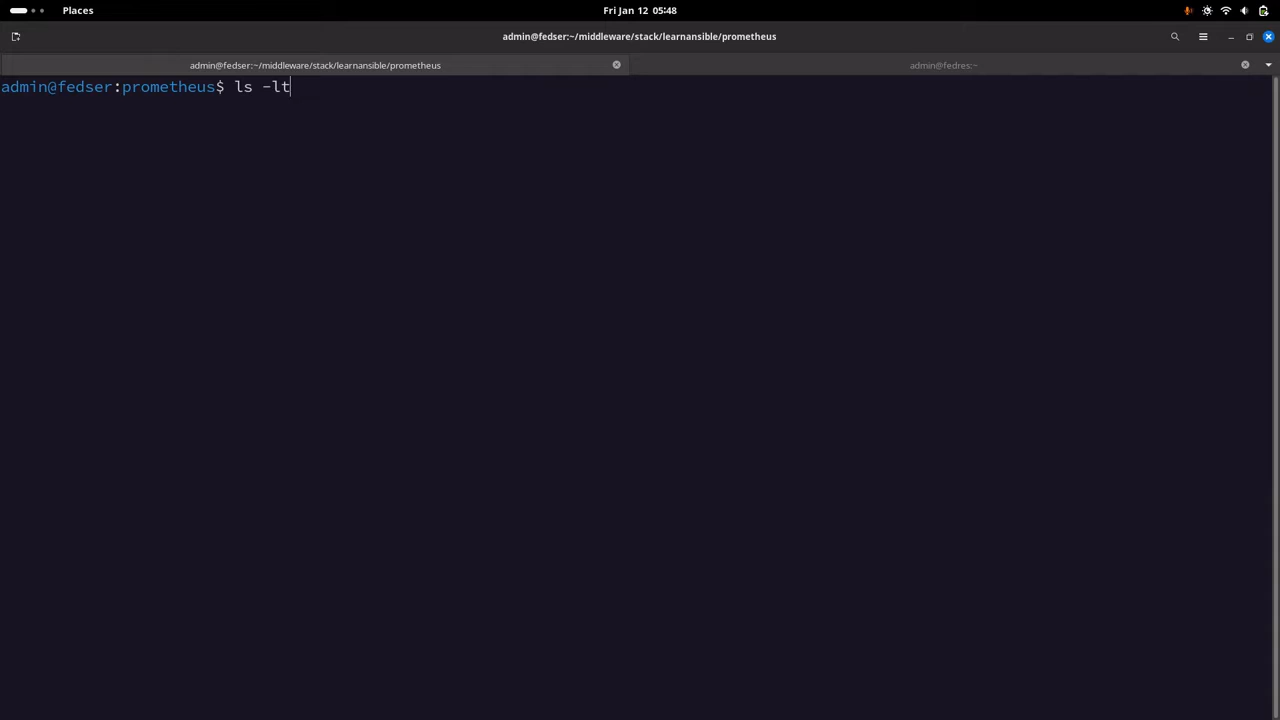 Places
Fri Jan 12 05:48
admin@fedser:~/middleware/stack/learnansible/prometheus
admin@fedser:~/middleware/stack/learnansible/prometheus
admin@fedres:~
admin@fedser:prometheus$ ls -lt